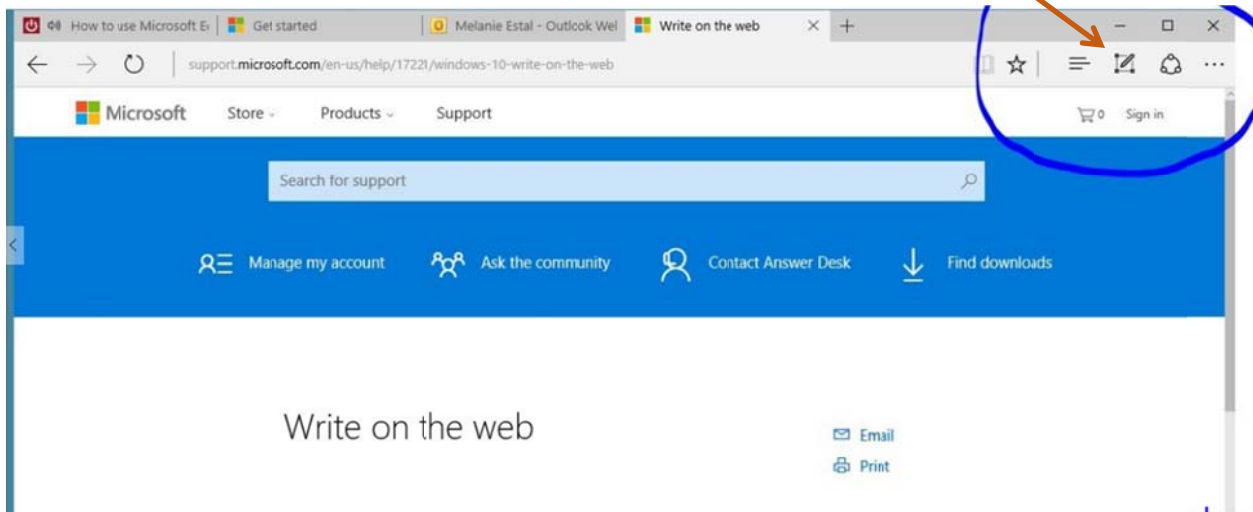 How to use Microsoft E
Get started
Melanie Estal - Outlook Wel
Write on the web
support.microsoft.com/en-us/help/17221/windows-10-write-on-the-web
Microsoft Store Products Support 0 Sign in
Search for support
Manage my account Ask the community Contact Answer Desk Find downloads
Write on the web
Email
Print